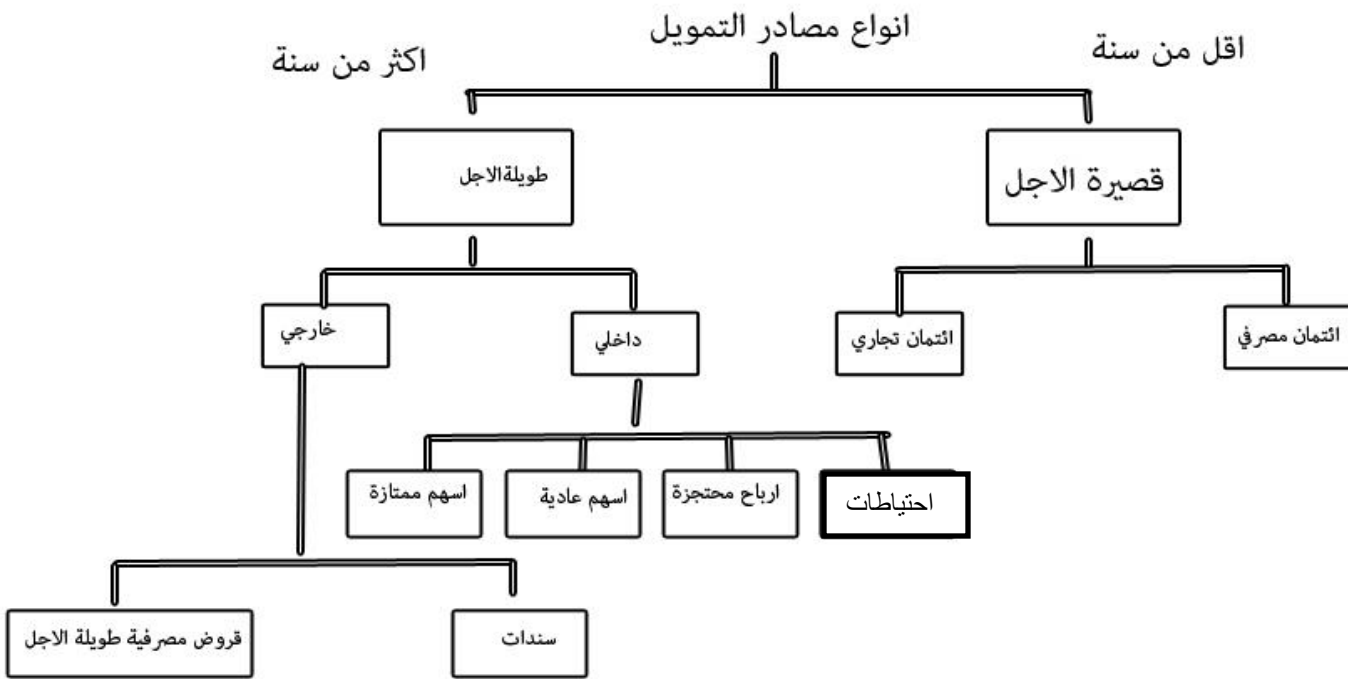 انواع مصادر التمويل
اقل من سنة
اكثر من سنة
قصيرة الاجل
طويلةالاجل
ائتمان مصرفي
ائتمان تجاري
داخلي
خارجي
احتياطات
ارباح محتجزة
اسهم عادية
اسهم ممتازة
سندات
قروض مصرفية طويلة الاجل